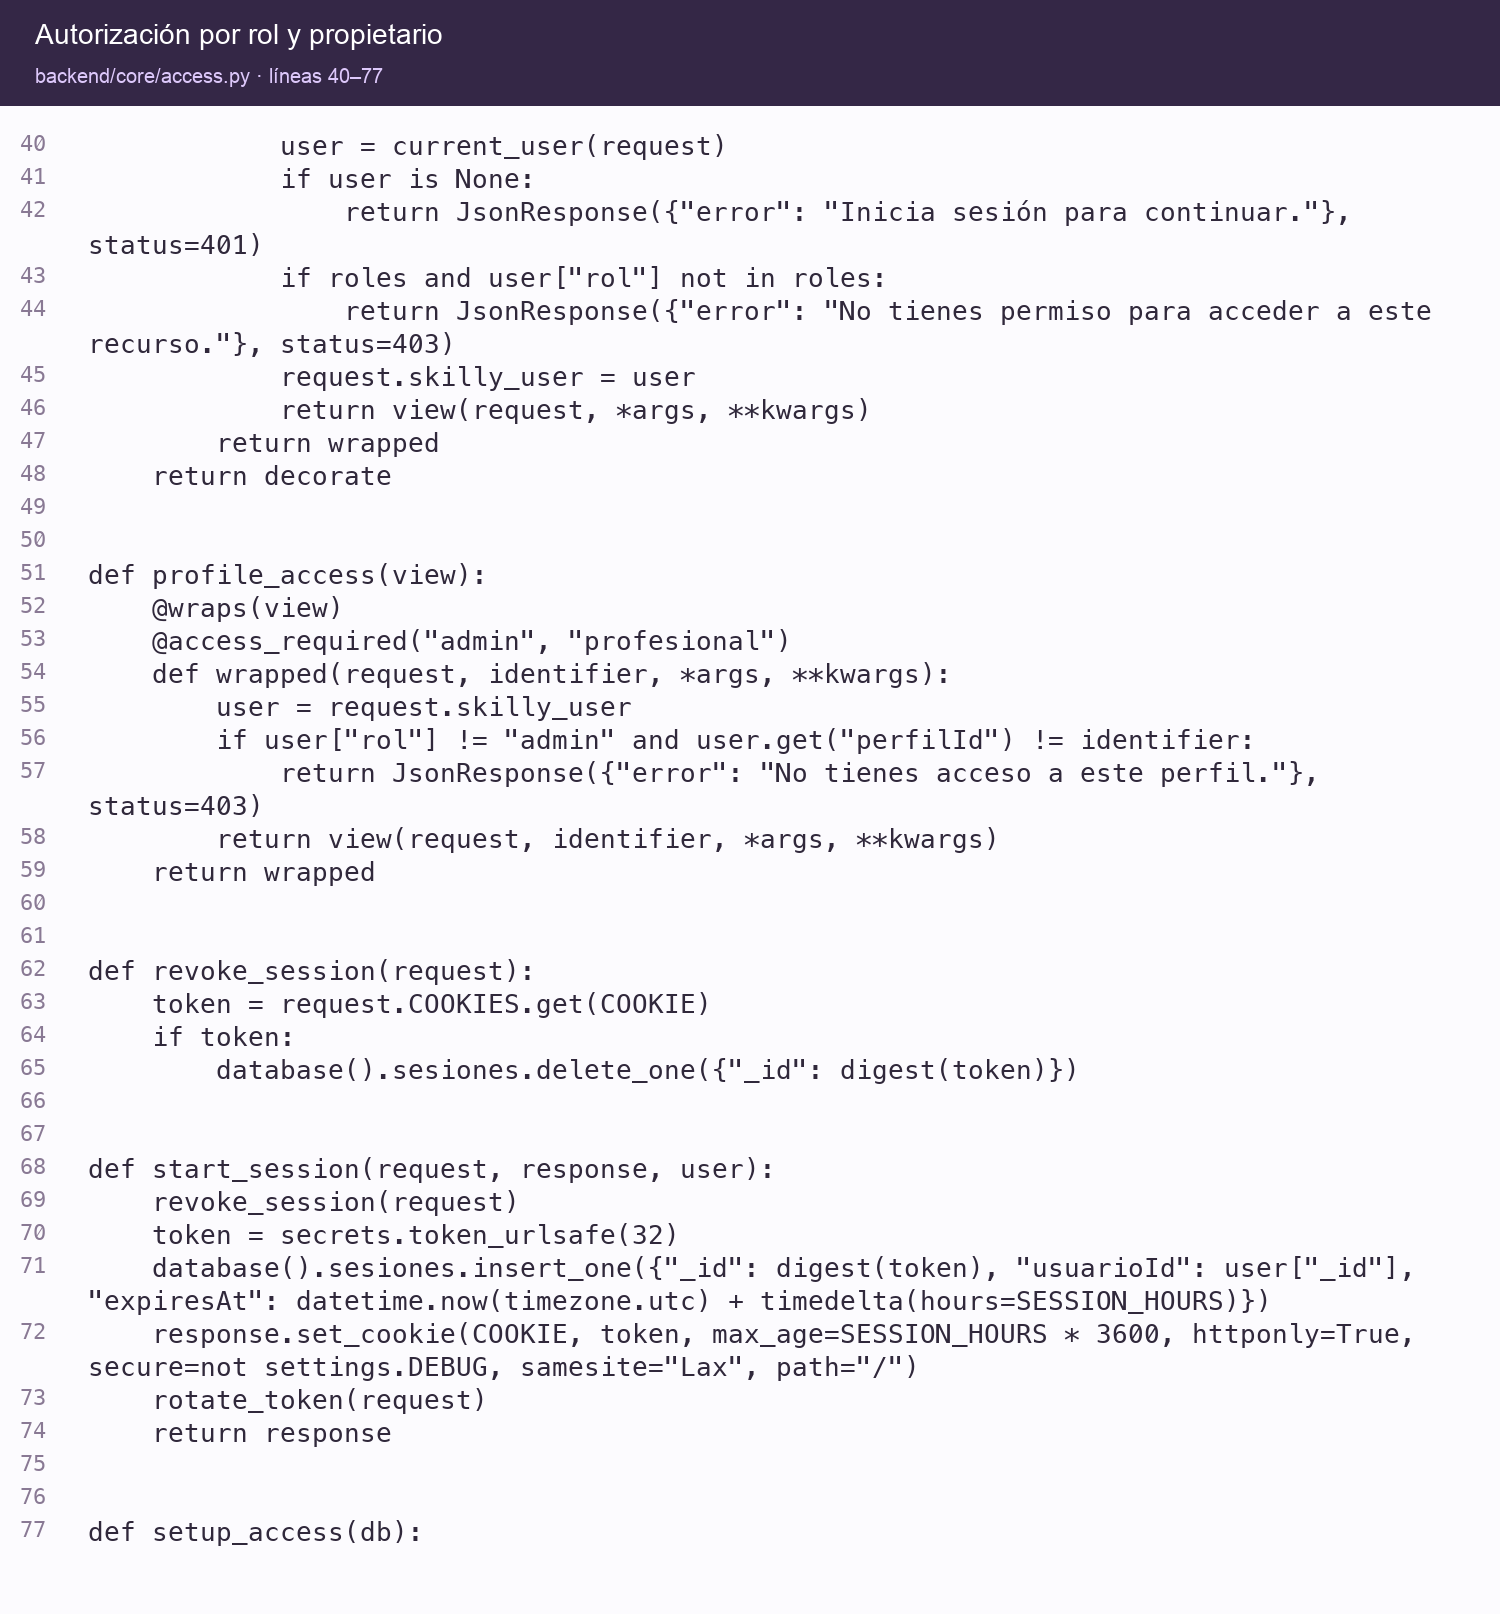 Autorización por rol y propietario
backend/core/access.py · líneas 40–77
40 user = current_user(request)
41 if user is None:
42 return JsonResponse({"error": "Inicia sesión para continuar."},
status=401)
43 if roles and user["rol"] not in roles:
44 return JsonResponse({"error": "No tienes permiso para acceder a este
recurso."}, status=403)
45 request.skilly_user = user
46 return view(request, *args, **kwargs)
47 return wrapped
48 return decorate
49
50
51 def profile_access(view):
52 @wraps(view)
53 @access_required("admin", "profesional")
54 def wrapped(request, identifier, *args, **kwargs):
55 user = request.skilly_user
56 if user["rol"] != "admin" and user.get("perfilId") != identifier:
57 return JsonResponse({"error": "No tienes acceso a este perfil."},
status=403)
58 return view(request, identifier, *args, **kwargs)
59 return wrapped
60
61
62 def revoke_session(request):
63 token = request.COOKIES.get(COOKIE)
64 if token:
65 database().sesiones.delete_one({"_id": digest(token)})
66
67
68 def start_session(request, response, user):
69 revoke_session(request)
70 token = secrets.token_urlsafe(32)
71 database().sesiones.insert_one({"_id": digest(token), "usuarioId": user["_id"],
"expiresAt": datetime.now(timezone.utc) + timedelta(hours=SESSION_HOURS)})
72 response.set_cookie(COOKIE, token, max_age=SESSION_HOURS * 3600, httponly=True,
secure=not settings.DEBUG, samesite="Lax", path="/")
73 rotate_token(request)
74 return response
75
76
77 def setup_access(db):